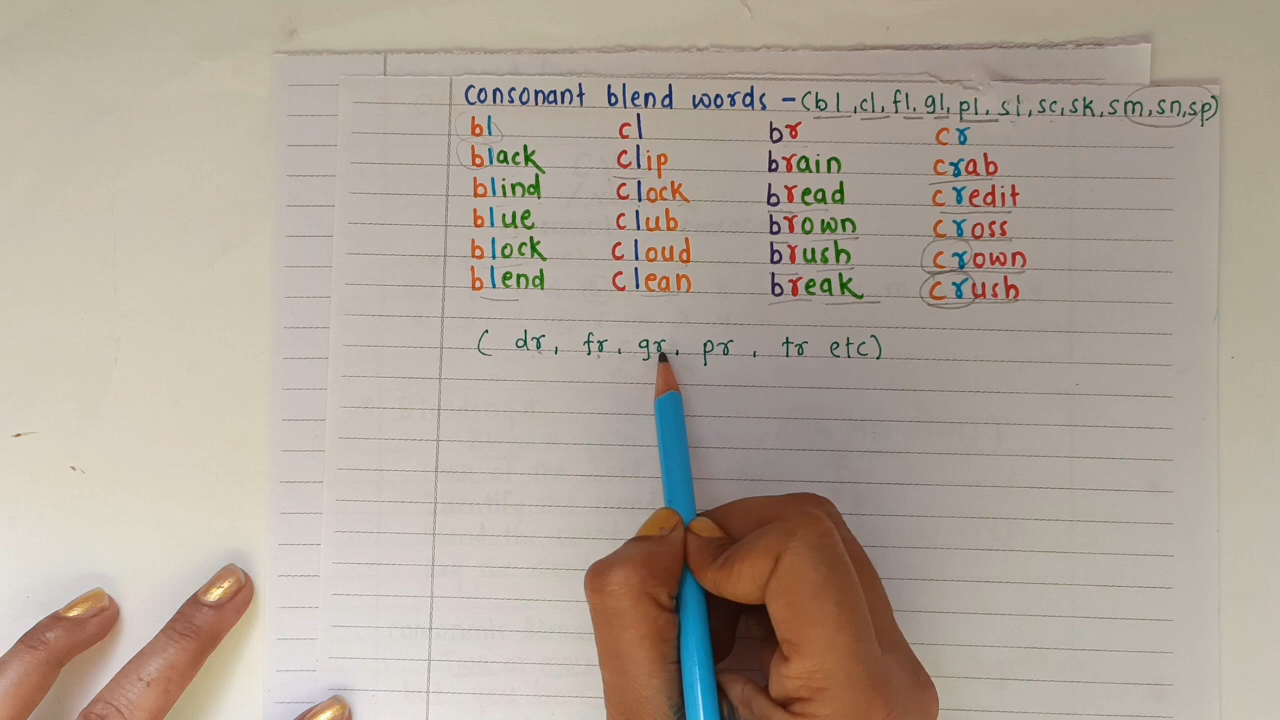 consonant blend words - (bl, cl, fl, gl, pl, sl, sc, sk, sm, sn, sp)
bl cl br cr
black clip brain crab
blind clock bread credit
blue club brown cross
block cloud brush crown
blend clean break crush
( dr, fr, gr, pr, tr etc)